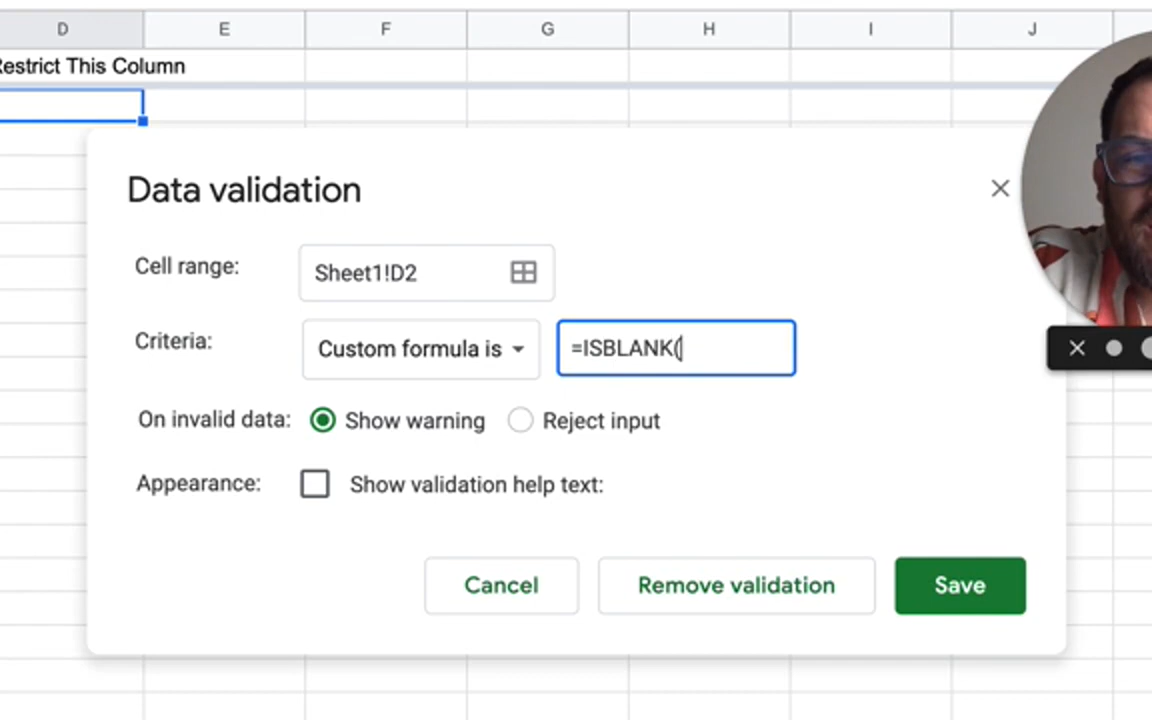 D E F G H I J
Restrict This Column
Data validation
Cell range: Sheet1!D2
Criteria: Custom formula is =ISBLANK(
On invalid data: Show warning Reject input
Appearance: Show validation help text:
Cancel Remove validation Save